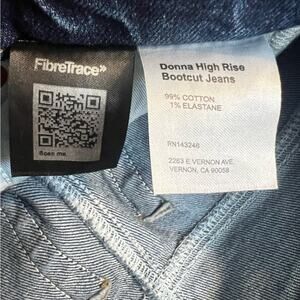 FibreTrace»
Scan me.
Donna High Rise
Bootcut Jeans
99% COTTON
1% ELASTANE
RN143246
2263 E VERNON AVE.
VERNON, CA 90058